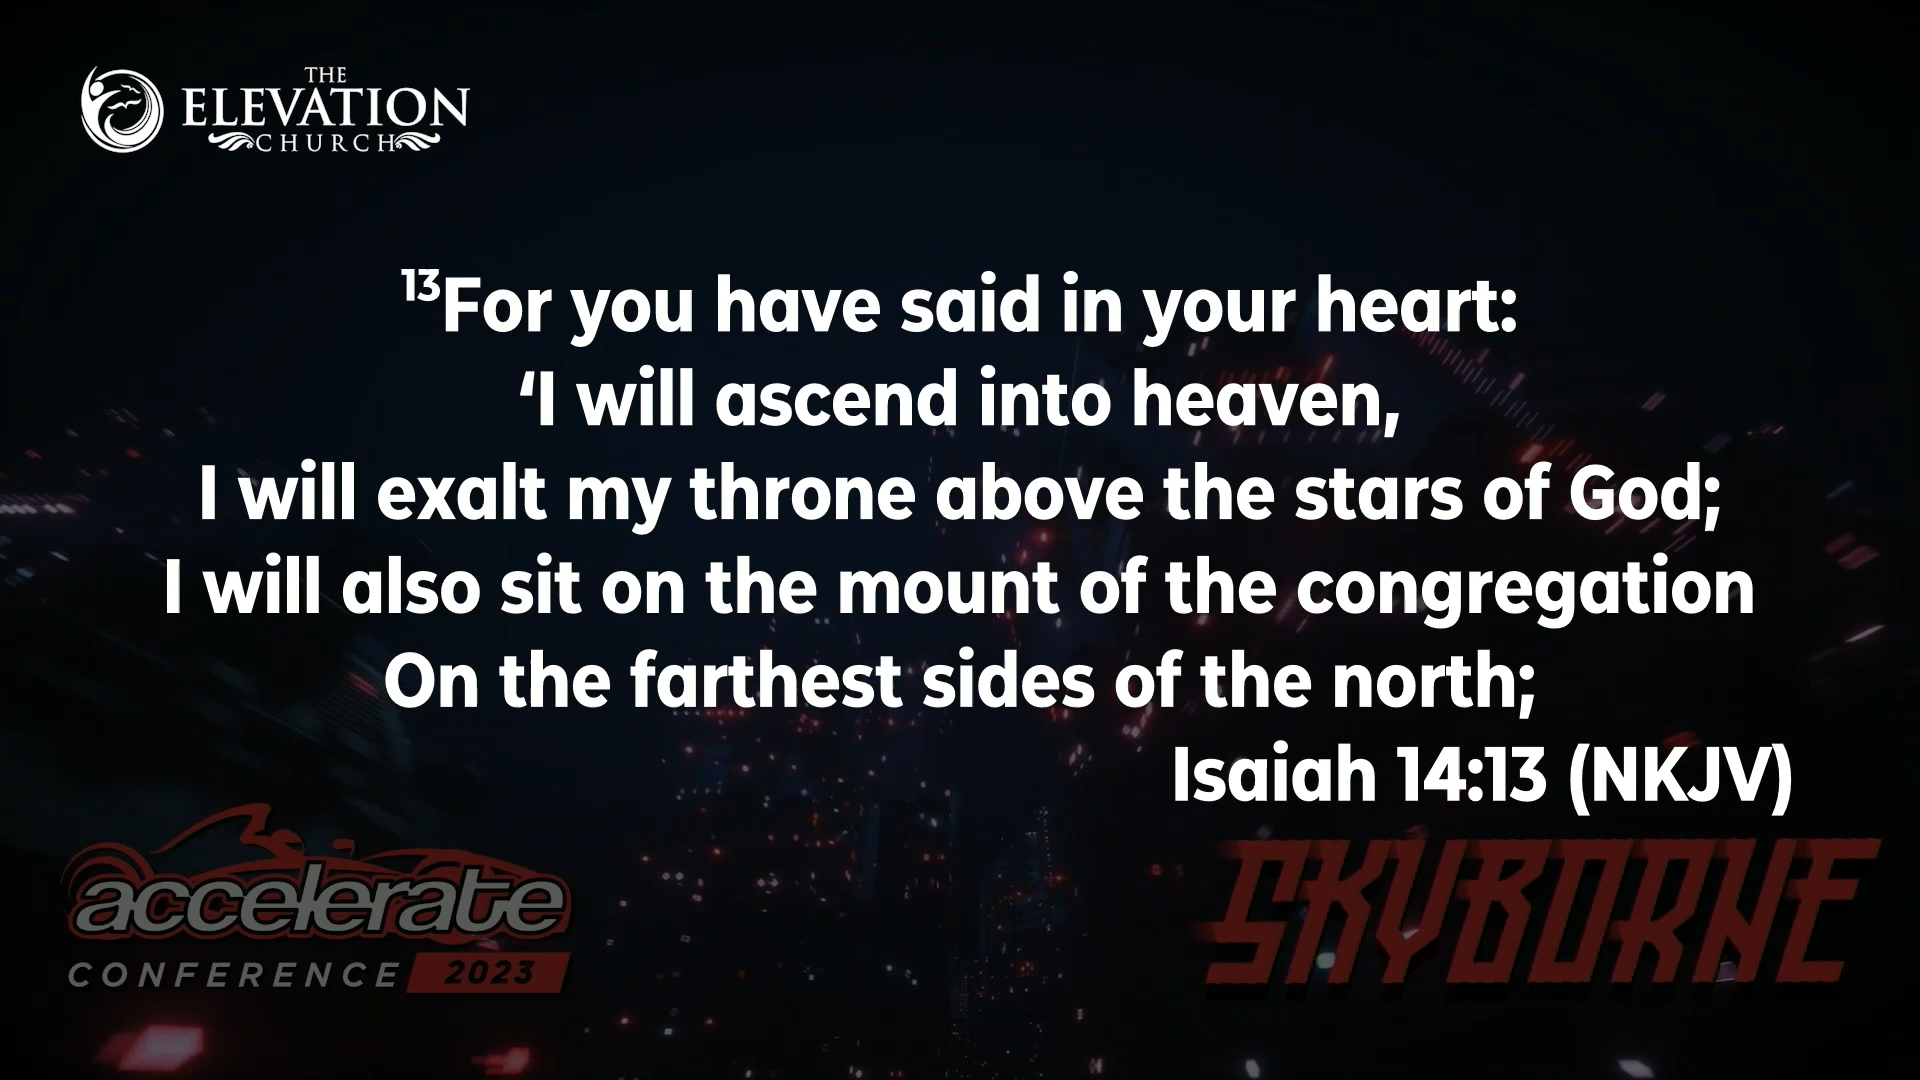 THE
ELEVATION
CHURCH
¹³For you have said in your heart:
‘I will ascend into heaven,
I will exalt my throne above the stars of God;
I will also sit on the mount of the congregation
On the farthest sides of the north;
Isaiah 14:13 (NKJV)
accelerate
CONFERENCE 2023
SKYBORNE